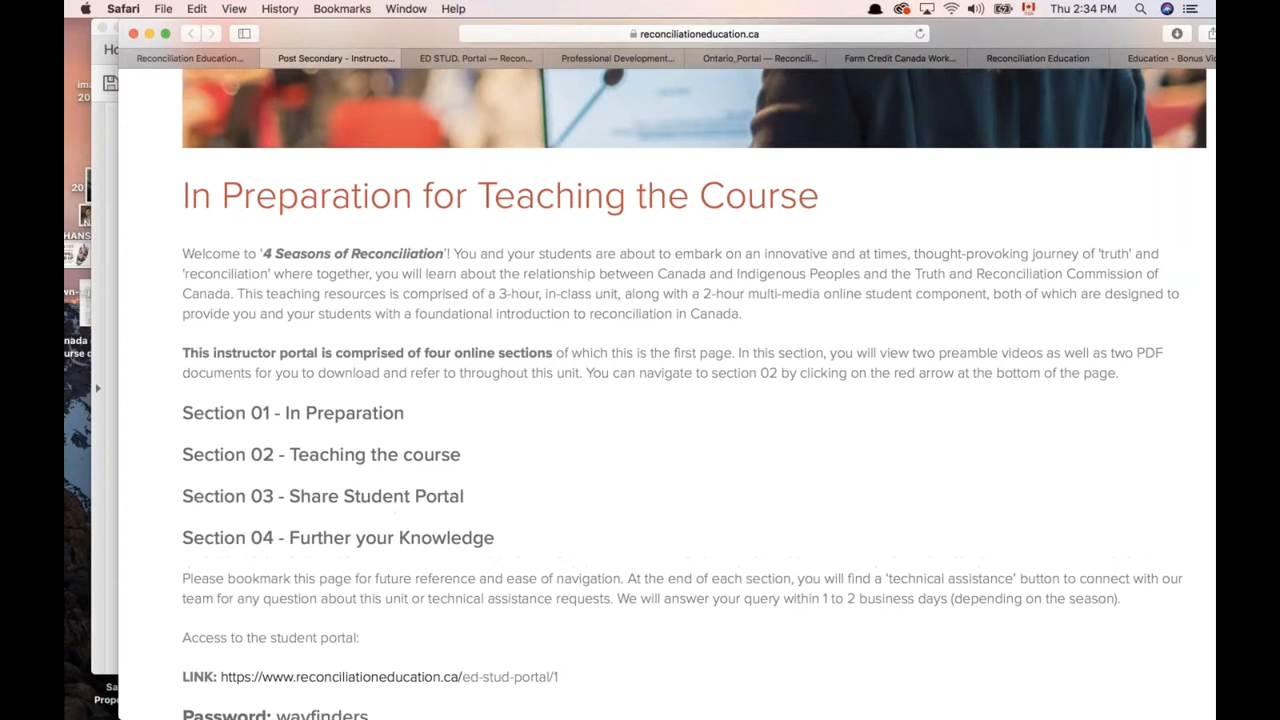 Safari File Edit View History Bookmarks Window Help Thu 2:34 PM
reconciliationeducation.ca
Reconciliation Education... Post Secondary - Instructo... ED STUD. Portal — Recon... Professional Development... Ontario_Portal — Reconcili... Farm Credit Canada Work... Reconciliation Education Education - Bonus Vi
In Preparation for Teaching the Course
Welcome to '4 Seasons of Reconciliation'! You and your students are about to embark on an innovative and at times, thought-provoking journey of 'truth' and
'reconciliation' where together, you will learn about the relationship between Canada and Indigenous Peoples and the Truth and Reconciliation Commission of
Canada. This teaching resources is comprised of a 3-hour, in-class unit, along with a 2-hour multi-media online student component, both of which are designed to
provide you and your students with a foundational introduction to reconciliation in Canada.
This instructor portal is comprised of four online sections of which this is the first page. In this section, you will view two preamble videos as well as two PDF
documents for you to download and refer to throughout this unit. You can navigate to section 02 by clicking on the red arrow at the bottom of the page.
Section 01 - In Preparation
Section 02 - Teaching the course
Section 03 - Share Student Portal
Section 04 - Further your Knowledge
Please bookmark this page for future reference and ease of navigation. At the end of each section, you will find a 'technical assistance' button to connect with our
team for any question about this unit or technical assistance requests. We will answer your query within 1 to 2 business days (depending on the season).
Access to the student portal:
LINK: https://www.reconciliationeducation.ca/ed-stud-portal/1
Password: wayfinders